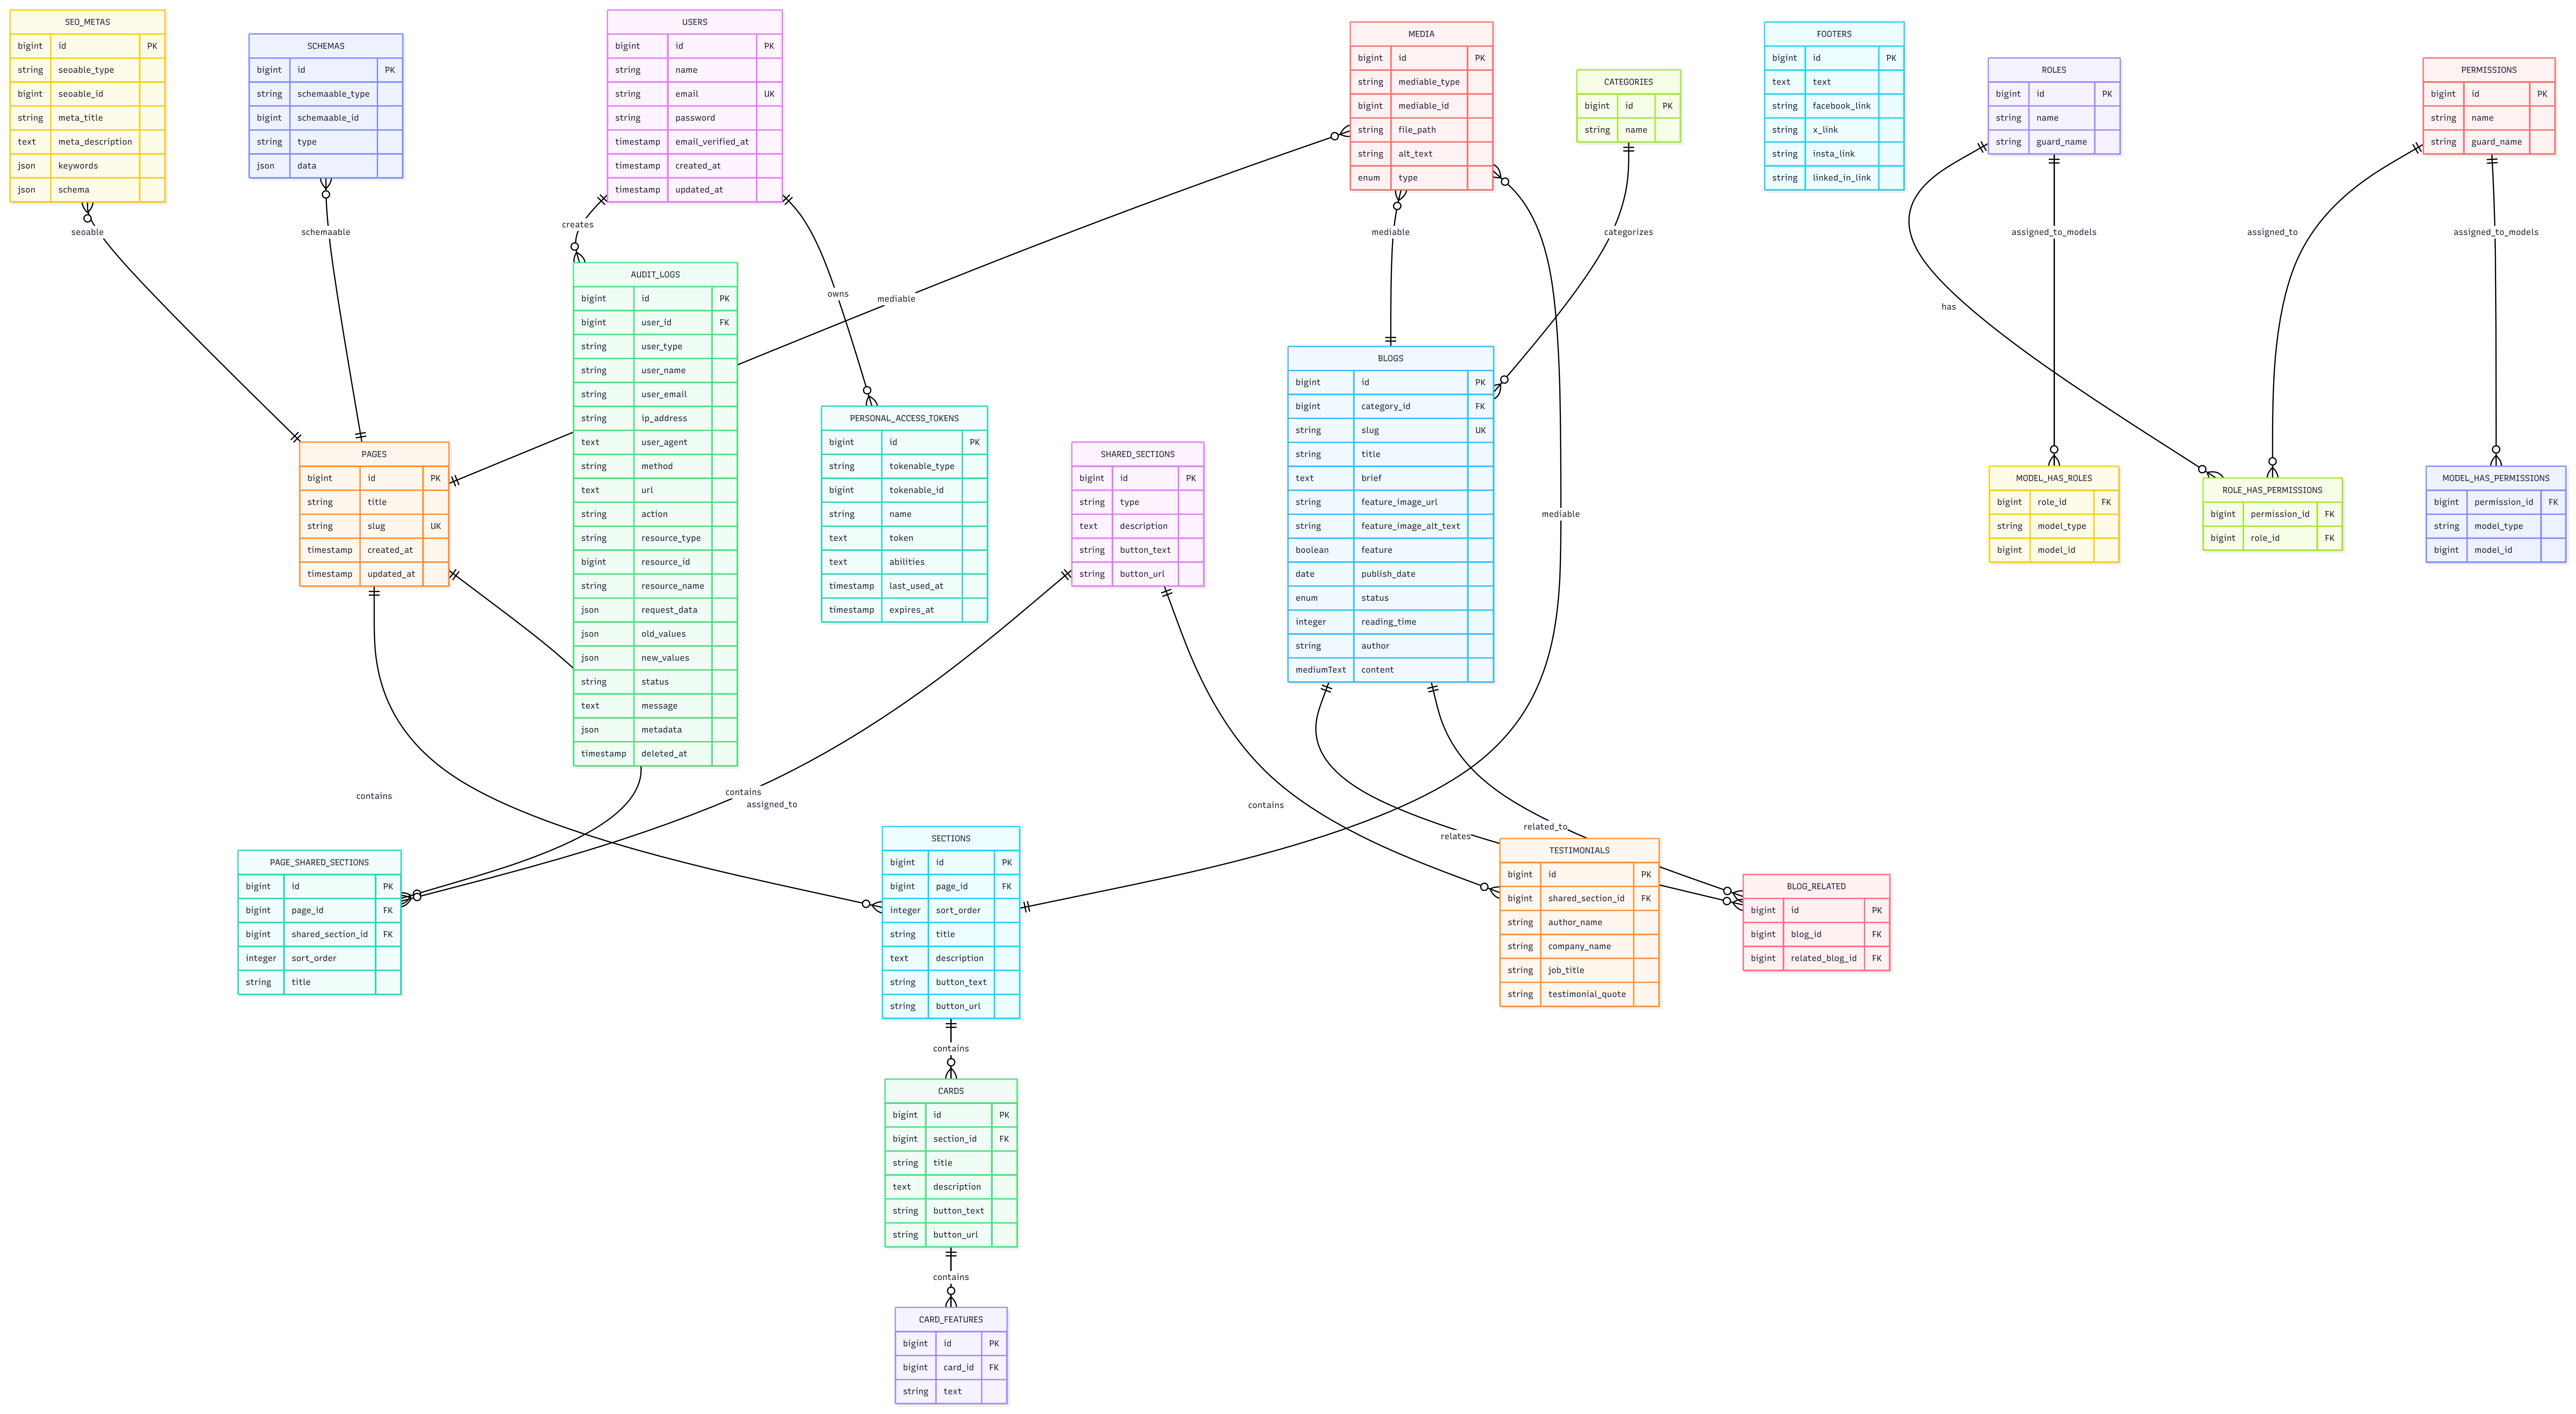 SEO_METAS
bigint id PK
string seoable_type
bigint seoable_id
string meta_title
text meta_description
json keywords
json schema
SCHEMAS
bigint id PK
string schemaable_type
bigint schemaable_id
string type
json data
USERS
bigint id PK
string name
string email UK
string password
timestamp email_verified_at
timestamp created_at
timestamp updated_at
MEDIA
bigint id PK
string mediable_type
bigint mediable_id
string file_path
string alt_text
enum type
CATEGORIES
bigint id PK
string name
FOOTERS
bigint id PK
text text
string facebook_link
string x_link
string insta_link
string linked_in_link
ROLES
bigint id PK
string name
string guard_name
PERMISSIONS
bigint id PK
string name
string guard_name
seoable
schemaable
creates
owns
mediable
mediable
categorizes
mediable
has
assigned_to_models
assigned_to
assigned_to_models
AUDIT_LOGS
bigint id PK
bigint user_id FK
string user_type
string user_name
string user_email
string ip_address
text user_agent
string method
text url
string action
string resource_type
bigint resource_id
string resource_name
json request_data
json old_values
json new_values
string status
text message
json metadata
timestamp deleted_at
PERSONAL_ACCESS_TOKENS
bigint id PK
string tokenable_type
bigint tokenable_id
string name
text token
text abilities
timestamp last_used_at
timestamp expires_at
PAGES
bigint id PK
string title
string slug UK
timestamp created_at
timestamp updated_at
SHARED_SECTIONS
bigint id PK
string type
text description
string button_text
string button_url
BLOGS
bigint id PK
bigint category_id FK
string slug UK
string title
text brief
string feature_image_url
string feature_image_alt_text
boolean feature
date publish_date
enum status
integer reading_time
string author
mediumText content
MODEL_HAS_ROLES
bigint role_id FK
string model_type
bigint model_id
ROLE_HAS_PERMISSIONS
bigint permission_id FK
bigint role_id FK
MODEL_HAS_PERMISSIONS
bigint permission_id FK
string model_type
bigint model_id
contains
contains
assigned_to
contains
relates
related_to
PAGE_SHARED_SECTIONS
bigint id PK
bigint page_id FK
bigint shared_section_id FK
integer sort_order
string title
SECTIONS
bigint id PK
bigint page_id FK
integer sort_order
string title
text description
string button_text
string button_url
TESTIMONIALS
bigint id PK
bigint shared_section_id FK
string author_name
string company_name
string job_title
string testimonial_quote
BLOG_RELATED
bigint id PK
bigint blog_id FK
bigint related_blog_id FK
contains
CARDS
bigint id PK
bigint section_id FK
string title
text description
string button_text
string button_url
contains
CARD_FEATURES
bigint id PK
bigint card_id FK
string text